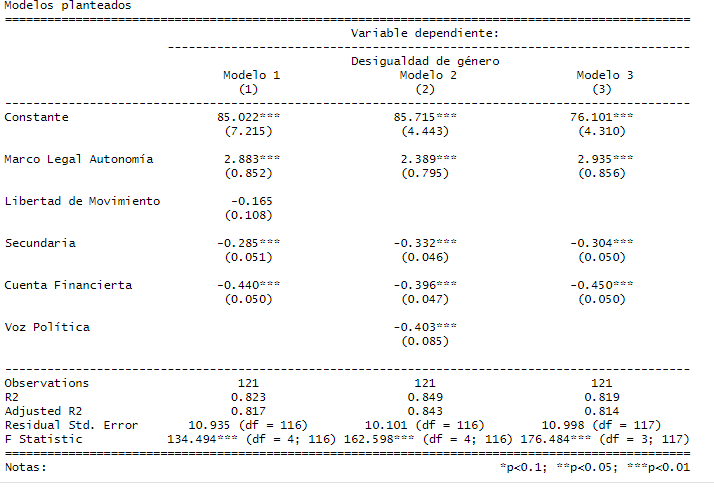 Modelos planteados
Variable dependiente:
Desigualdad de género
Modelo 1 Modelo 2 Modelo 3
(1) (2) (3)
Constante 85.022*** 85.715*** 76.101***
(7.215) (4.443) (4.310)
Marco Legal Autonomía 2.883*** 2.389*** 2.935***
(0.852) (0.795) (0.856)
Libertad de Movimiento -0.165
(0.108)
Secundaria -0.285*** -0.332*** -0.304***
(0.051) (0.046) (0.050)
Cuenta Financierta -0.440*** -0.396*** -0.450***
(0.050) (0.047) (0.050)
Voz Política -0.403***
(0.085)
Observations 121 121 121
R2 0.823 0.849 0.819
Adjusted R2 0.817 0.843 0.814
Residual Std. Error 10.935 (df = 116) 10.101 (df = 116) 10.998 (df = 117)
F Statistic 134.494*** (df = 4; 116) 162.598*** (df = 4; 116) 176.484*** (df = 3; 117)
Notas: *p<0.1; **p<0.05; ***p<0.01